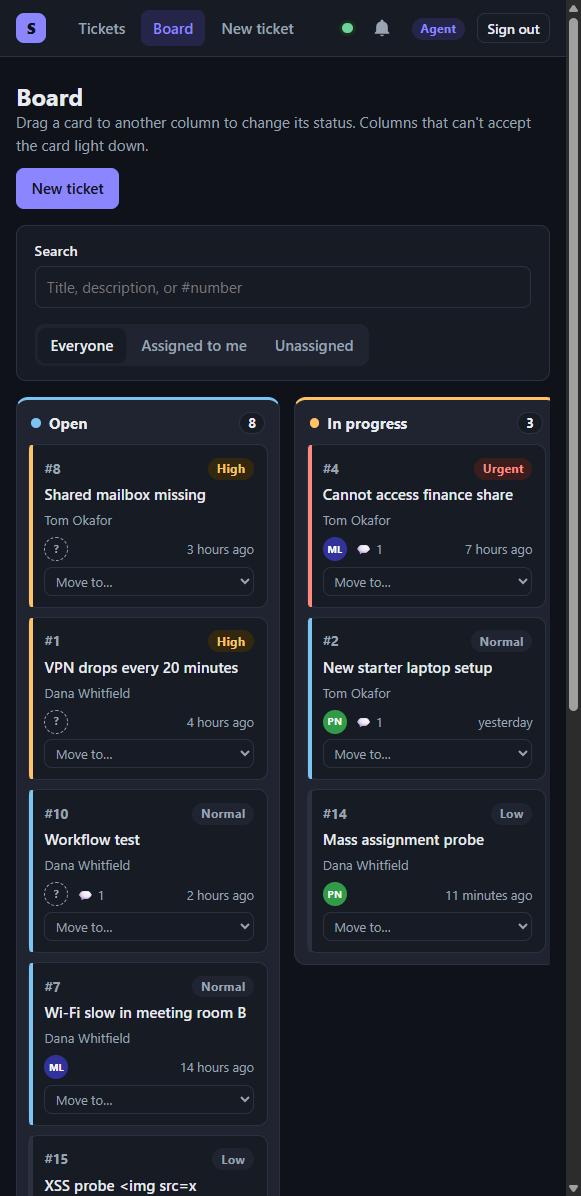 S Tickets Board New ticket Agent Sign out
Board
Drag a card to another column to change its status. Columns that can't accept
the card light down.
New ticket
Search
Title, description, or #number
Everyone Assigned to me Unassigned
Open 8
#8 High
Shared mailbox missing
Tom Okafor
? 3 hours ago
Move to...
#1 High
VPN drops every 20 minutes
Dana Whitfield
? 4 hours ago
Move to...
#10 Normal
Workflow test
Dana Whitfield
? 1 2 hours ago
Move to...
#7 Normal
Wi-Fi slow in meeting room B
Dana Whitfield
ML 14 hours ago
Move to...
#15 Low
XSS probe <img src=x
In progress 3
#4 Urgent
Cannot access finance share
Tom Okafor
ML 1 7 hours ago
Move to...
#2 Normal
New starter laptop setup
Tom Okafor
PN 1 yesterday
Move to...
#14 Low
Mass assignment probe
Dana Whitfield
PN 11 minutes ago
Move to...